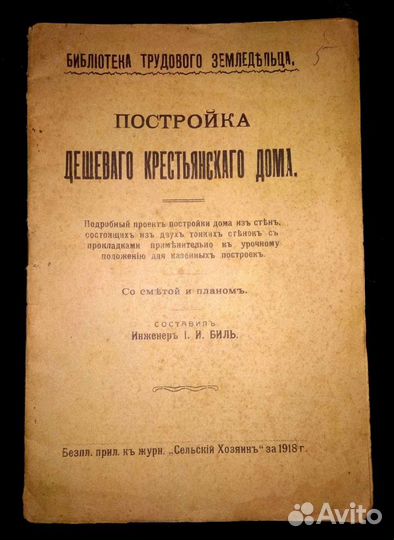 БИБЛІОТЕКА ТРУДОВОГО ЗЕМЛЕДѢЛЬЦА.
5
ПОСТРОЙКА
ДЕШЕВАГО КРЕСТЬЯНСКАГО ДОМА.
Подробный проектъ постройки дома изъ стѣнъ,
состоящихъ изъ двухъ тонкихъ стѣнокъ съ
прокладками примѣнительно къ урочному
положенію для казенныхъ построекъ.
Со смѣтой и планомъ.
СОСТАВИЛЪ
Инженеръ І. И. БИЛЬ.
Безпл. прил. къ журн. „Сельскій Хозяинъ" за 1918 г.
Avito